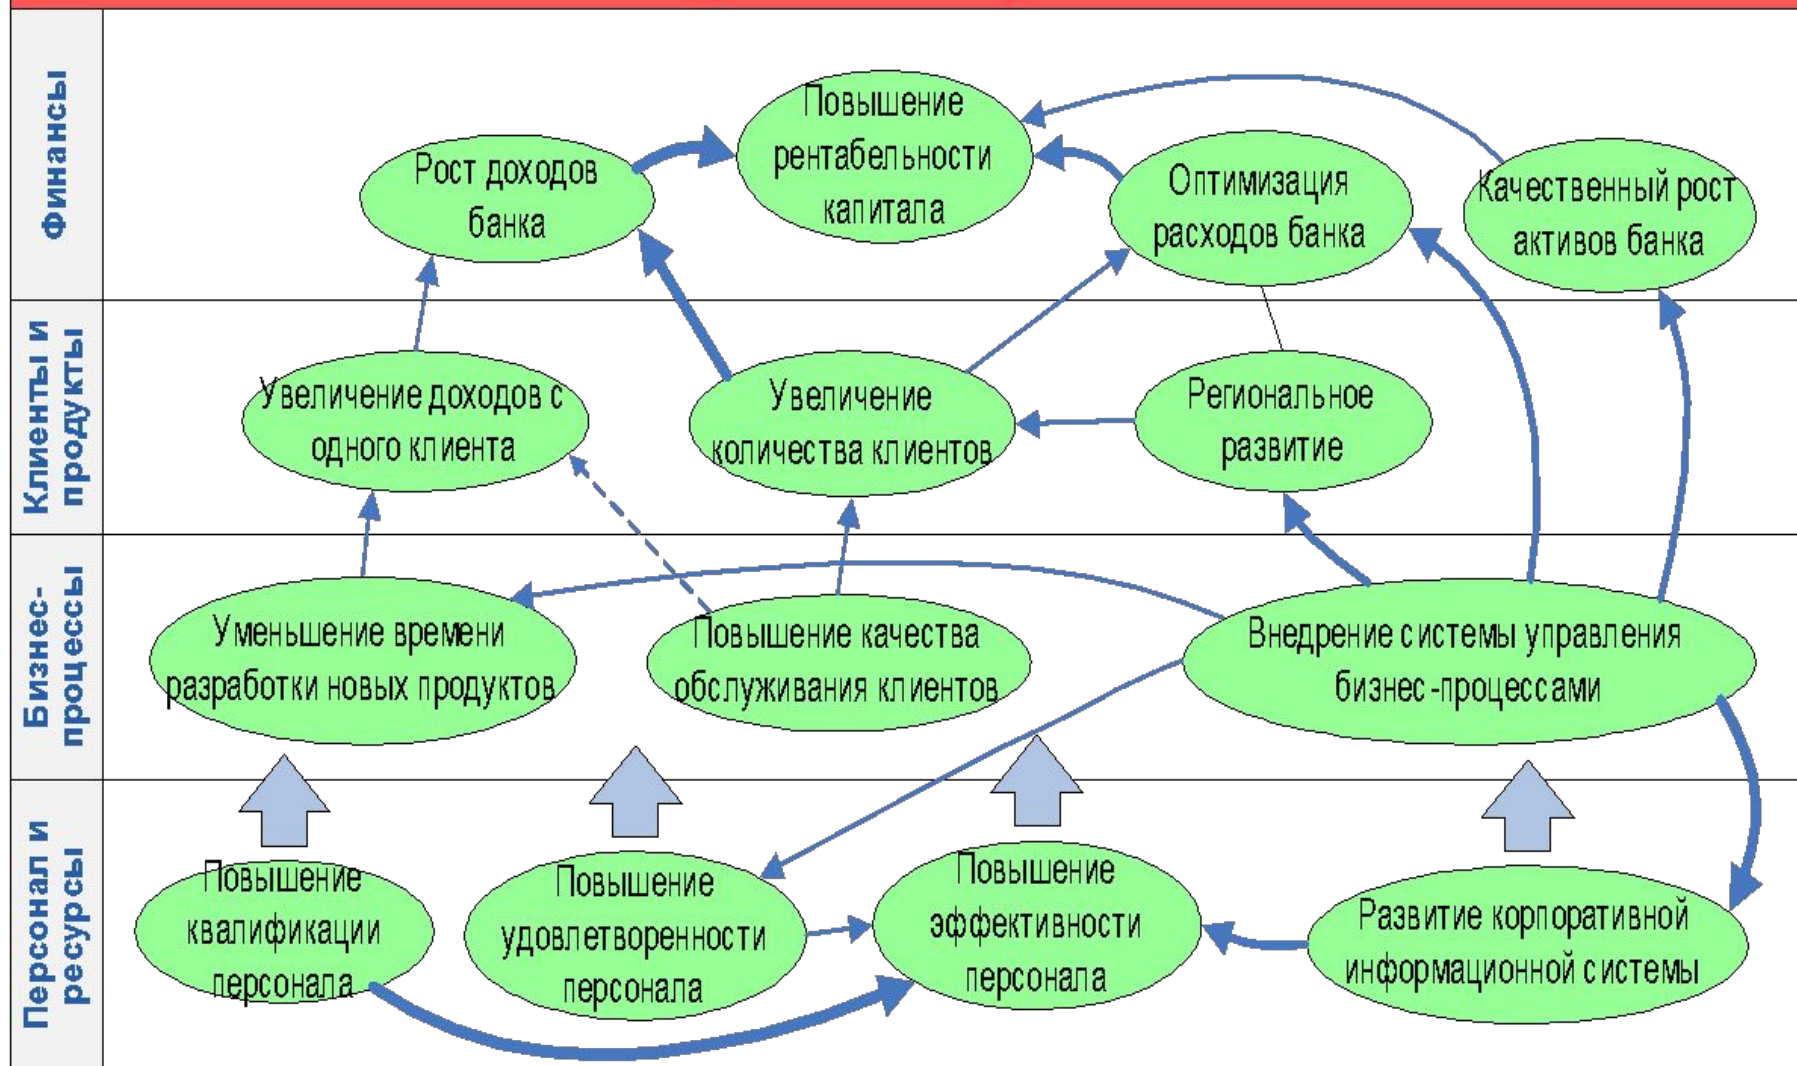 Финансы
Повышение
рентабельности
капитала
Рост доходов
банка
Оптимизация
расходов банка
Качественный рост
активов банка
Клиенты и
продукты
Увеличение доходов с
одного клиента
Увеличение
количества клиентов
Региональное
развитие
Бизнес-
процессы
Уменьшение времени
разработки новых продуктов
Повышение качества
обслуживания клиентов
Внедрение системы управления
бизнес-процессами
Персонал и
ресурсы
Повышение
квалификации
персонала
Повышение
удовлетворенности
персонала
Повышение
эффективности
персонала
Развитие корпоративной
информационной системы